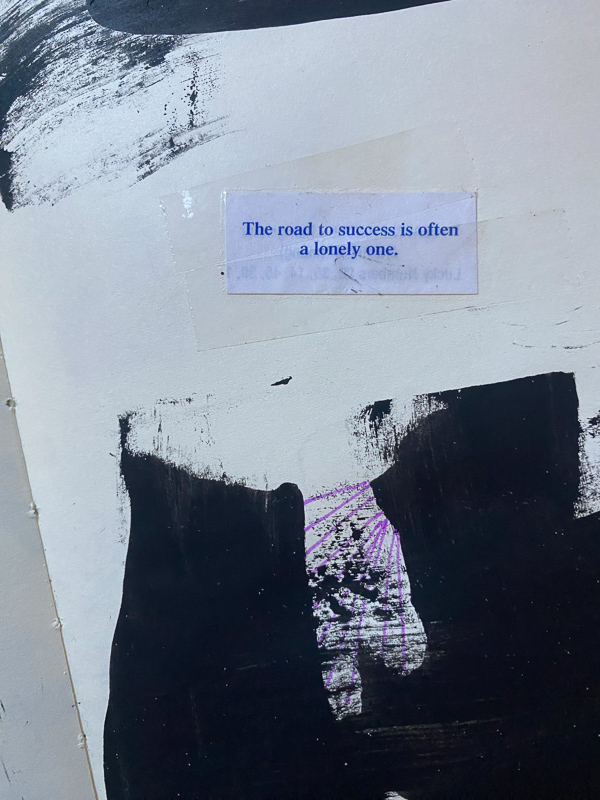 The road to success is often
a lonely one.